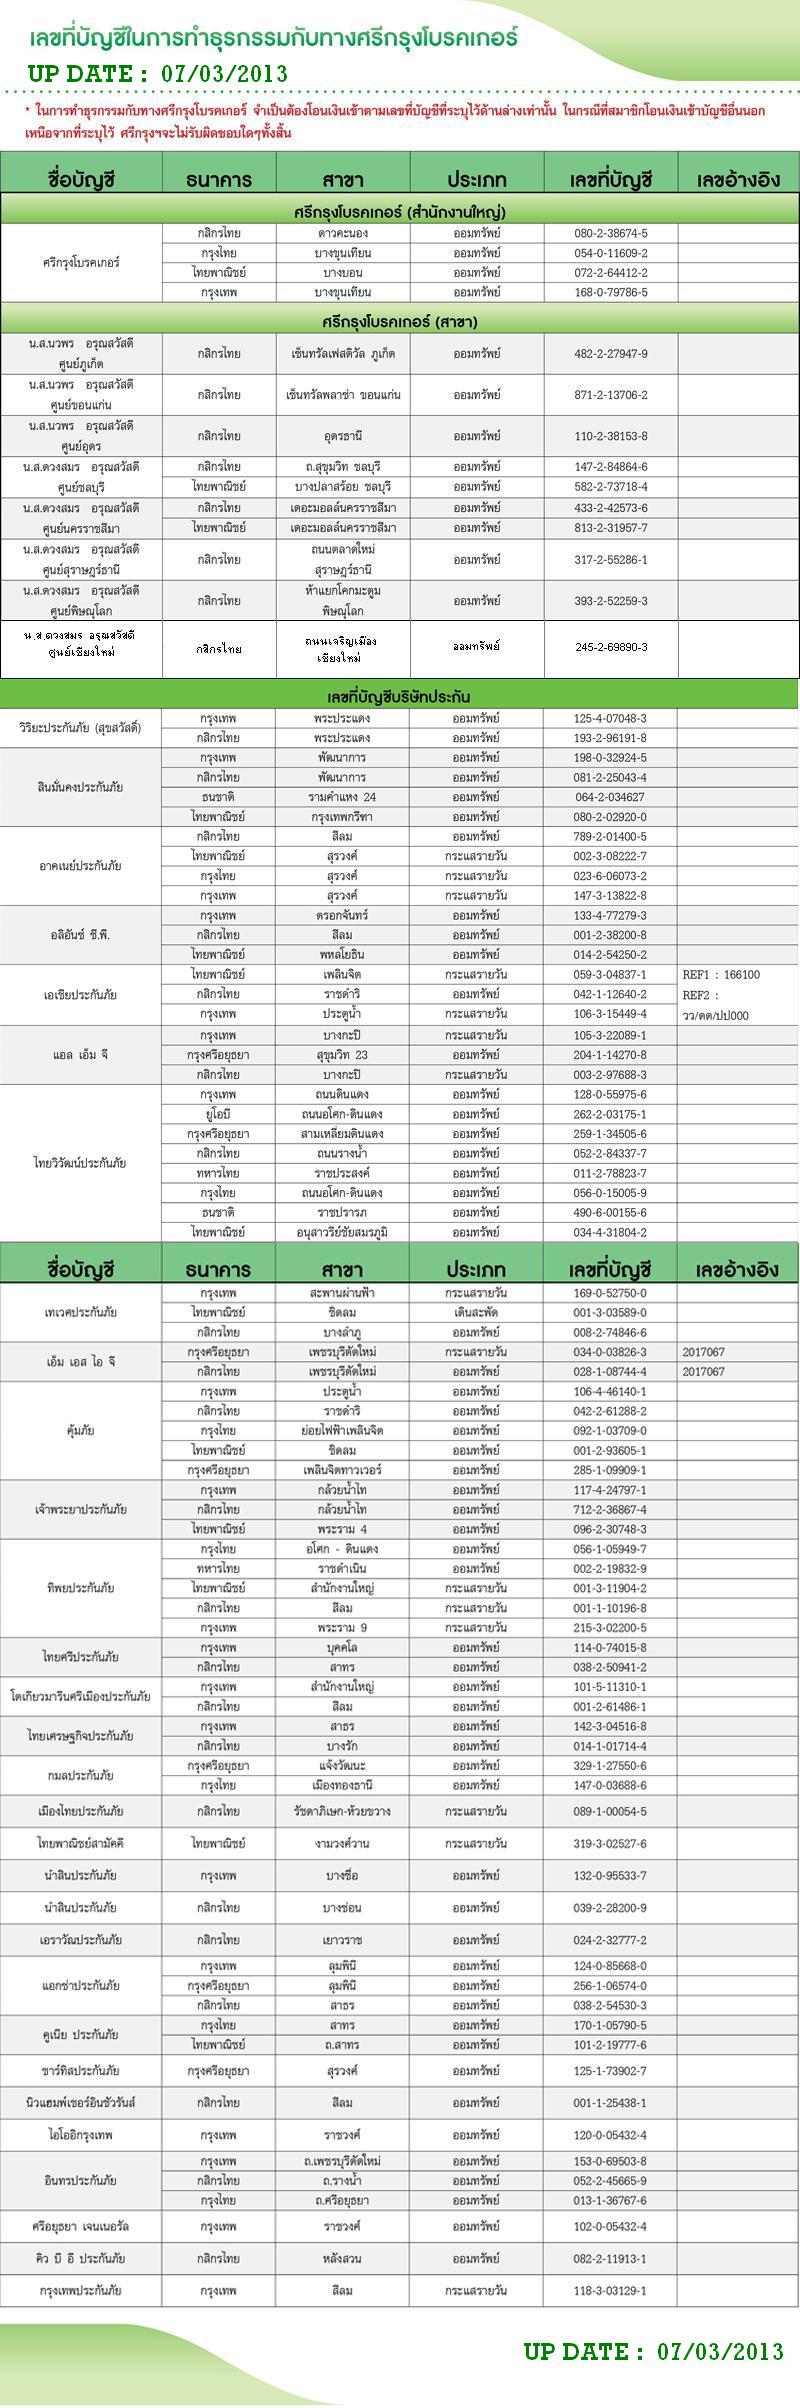 เลขที่บัญชีในการทำธุรกรรมกับทางศรีกรุงโบรคเกอร์
UP DATE : 07/03/2013
* ในการทำธุรกรรมกับทางศรีกรุงโบรคเกอร์ จำเป็นต้องโอนเงินเข้าตามเลขที่บัญชีที่ระบุไว้ด้านล่างเท่านั้น ในกรณีที่สมาชิกโอนเงินเข้าบัญชีอื่นนอก
เหนือจากที่ระบุไว้ ศรีกรุงฯจะไม่รับผิดชอบใดๆทั้งสิ้น
ชื่อบัญชี ธนาคาร สาขา ประเภท เลขที่บัญชี เลขอ้างอิง
ศรีกรุงโบรคเกอร์ (สำนักงานใหญ่)
ศรีกรุงโบรคเกอร์
กสิกรไทย ดาวคะนอง ออมทรัพย์ 080-2-38674-5
กรุงไทย บางขุนเทียน ออมทรัพย์ 054-0-11609-2
ไทยพาณิชย์ บางบอน ออมทรัพย์ 072-2-64412-2
กรุงเทพ บางขุนเทียน ออมทรัพย์ 168-0-79786-5
ศรีกรุงโบรคเกอร์ (สาขา)
น.ส.นวพร อรุณสวัสดี
ศูนย์ภูเก็ต
กสิกรไทย เซ็นทรัลเฟสติวัล ภูเก็ต ออมทรัพย์ 482-2-27947-9
น.ส.นวพร อรุณสวัสดี
ศูนย์ขอนแก่น
กสิกรไทย เซ็นทรัลพลาซ่า ขอนแก่น ออมทรัพย์ 871-2-13706-2
น.ส.นวพร อรุณสวัสดี
ศูนย์อุดร
กสิกรไทย อุดรธานี ออมทรัพย์ 110-2-38153-8
น.ส.ดวงสมร อรุณสวัสดี
ศูนย์ชลบุรี
กสิกรไทย ถ.สุขุมวิท ชลบุรี ออมทรัพย์ 147-2-84864-6
ไทยพาณิชย์ บางปลาสร้อย ชลบุรี ออมทรัพย์ 582-2-73718-4
น.ส.ดวงสมร อรุณสวัสดี
ศูนย์นครราชสีมา
กสิกรไทย เดอะมอลล์นครราชสีมา ออมทรัพย์ 433-2-42573-6
ไทยพาณิชย์ เดอะมอลล์นครราชสีมา ออมทรัพย์ 813-2-31957-7
น.ส.ดวงสมร อรุณสวัสดี
ศูนย์สุราษฎร์ธานี
กสิกรไทย ถนนตลาดใหม่
สุราษฎร์ธานี ออมทรัพย์ 317-2-55286-1
น.ส.ดวงสมร อรุณสวัสดี
ศูนย์พิษณุโลก
กสิกรไทย ห้าแยกโคกมะตูม
พิษณุโลก ออมทรัพย์ 393-2-52259-3
น.ส.ดวงสมร อรุณสวัสดี
ศูนย์เชียงใหม่
กสิกรไทย ถนนเจริญเมือง
เชียงใหม่ ออมทรัพย์ 245-2-69890-3
เลขที่บัญชีบริษัทประกัน
วิริยะประกันภัย (สุขสวัสดิ์)
กรุงเทพ พระประแดง ออมทรัพย์ 125-4-07048-3
กสิกรไทย พระประแดง ออมทรัพย์ 193-2-96191-8
สินมั่นคงประกันภัย
กรุงเทพ พัฒนาการ ออมทรัพย์ 198-0-32924-5
กสิกรไทย พัฒนาการ ออมทรัพย์ 081-2-25043-4
ธนชาติ รามคำแหง 24 ออมทรัพย์ 064-2-034627
ไทยพาณิชย์ กรุงเทพกรีฑา ออมทรัพย์ 080-2-02920-0
อาคเนย์ประกันภัย
กสิกรไทย สีลม ออมทรัพย์ 789-2-01400-5
ไทยพาณิชย์ สุรวงศ์ กระแสรายวัน 002-3-08222-7
กรุงไทย สุรวงศ์ กระแสรายวัน 023-6-06073-2
กรุงเทพ สุรวงศ์ กระแสรายวัน 147-3-13822-8
อลิอันซ์ ซี.พี.
กรุงเทพ ตรอกจันทร์ ออมทรัพย์ 133-4-77279-3
กสิกรไทย สีลม ออมทรัพย์ 001-2-38200-8
ไทยพาณิชย์ พหลโยธิน ออมทรัพย์ 014-2-54250-2
เอเชียประกันภัย
ไทยพาณิชย์ เพลินจิต กระแสรายวัน 059-3-04837-1 REF1 : 166100
กสิกรไทย ราชดำริ ออมทรัพย์ 042-1-12640-2 REF2 :
กรุงเทพ ประตูน้ำ กระแสรายวัน 106-3-15449-4 วว/ดด/ปป000
แอล เอ็ม จี
กรุงเทพ บางกะปิ กระแสรายวัน 105-3-22089-1
กรุงศรีอยุธยา สุขุมวิท 23 ออมทรัพย์ 204-1-14270-8
กสิกรไทย บางกะปิ กระแสรายวัน 003-2-97688-3
ไทยวิวัฒน์ประกันภัย
กรุงเทพ ถนนดินแดง ออมทรัพย์ 128-0-55975-6
ยูโอบี ถนนอโศก-ดินแดง ออมทรัพย์ 262-2-03175-1
กรุงศรีอยุธยา สามเหลี่ยมดินแดง ออมทรัพย์ 259-1-34505-6
กสิกรไทย ถนนรางน้ำ ออมทรัพย์ 052-2-84337-7
ทหารไทย ราชประสงค์ ออมทรัพย์ 011-2-78823-7
กรุงไทย ถนนอโศก-ดินแดง ออมทรัพย์ 056-0-15005-9
ธนชาติ ราชปรารภ ออมทรัพย์ 490-6-00155-6
ไทยพาณิชย์ อนุสาวรีย์ชัยสมรภูมิ ออมทรัพย์ 034-4-31804-2
ชื่อบัญชี ธนาคาร สาขา ประเภท เลขที่บัญชี เลขอ้างอิง
เทเวศประกันภัย
กรุงเทพ สะพานผ่านฟ้า กระแสรายวัน 169-0-52750-0
ไทยพาณิชย์ ชิดลม เดินสะพัด 001-3-03589-0
กสิกรไทย บางลำภู ออมทรัพย์ 008-2-74846-6
เอ็ม เอส ไอ จี
กรุงศรีอยุธยา เพชรบุรีตัดใหม่ กระแสรายวัน 034-0-03826-3 2017067
กสิกรไทย เพชรบุรีตัดใหม่ ออมทรัพย์ 028-1-08744-4 2017067
คุ้มภัย
กรุงเทพ ประตูน้ำ ออมทรัพย์ 106-4-46140-1
กสิกรไทย ราชดำริ ออมทรัพย์ 042-2-61288-2
กรุงไทย ย่อยไฟฟ้าเพลินจิต ออมทรัพย์ 092-1-03709-0
ไทยพาณิชย์ ชิดลม ออมทรัพย์ 001-2-93605-1
กรุงศรีอยุธยา เพลินจิตทาวเวอร์ ออมทรัพย์ 285-1-09909-1
เจ้าพระยาประกันภัย
กรุงเทพ กล้วยน้ำไท ออมทรัพย์ 117-4-24797-1
กสิกรไทย กล้วยน้ำไท ออมทรัพย์ 712-2-36867-4
ไทยพาณิชย์ พระราม 4 ออมทรัพย์ 096-2-30748-3
ทิพยประกันภัย
กรุงไทย อโศก - ดินแดง ออมทรัพย์ 056-1-05949-7
ทหารไทย ราชดำเนิน ออมทรัพย์ 002-2-19832-9
ไทยพาณิชย์ สำนักงานใหญ่ กระแสรายวัน 001-3-11904-2
กสิกรไทย สีลม กระแสรายวัน 001-1-10196-8
กรุงเทพ พระราม 9 กระแสรายวัน 215-3-02200-5
ไทยศรีประกันภัย
กรุงเทพ บุคคโล ออมทรัพย์ 114-0-74015-8
กสิกรไทย สาทร ออมทรัพย์ 038-2-50941-2
โตเกียวมารีนศรีเมืองประกันภัย
กรุงเทพ สำนักงานใหญ่ ออมทรัพย์ 101-5-11310-1
กสิกรไทย สีลม ออมทรัพย์ 001-2-61486-1
ไทยเศรษฐกิจประกันภัย
กรุงเทพ สาธร ออมทรัพย์ 142-3-04516-8
กสิกรไทย บางรัก ออมทรัพย์ 014-1-01714-4
กมลประกันภัย
กรุงศรีอยุธยา แจ้งวัฒนะ ออมทรัพย์ 329-1-27550-6
กรุงไทย เมืองทองธานี ออมทรัพย์ 147-0-03688-6
เมืองไทยประกันภัย กสิกรไทย รัชดาภิเษก-ห้วยขวาง กระแสรายวัน 089-1-00054-5
ไทยพาณิชย์สามัคคี ไทยพาณิชย์ งามวงศ์วาน กระแสรายวัน 319-3-02527-6
นำสินประกันภัย กรุงเทพ บางซื่อ ออมทรัพย์ 132-0-95533-7
นำสินประกันภัย กสิกรไทย บางซ่อน ออมทรัพย์ 039-2-28200-9
เอราวัณประกันภัย กสิกรไทย เยาวราช ออมทรัพย์ 024-2-32777-2
แอกซ่าประกันภัย
กรุงเทพ ลุมพินี ออมทรัพย์ 124-0-85668-0
กรุงศรีอยุธยา ลุมพินี ออมทรัพย์ 256-1-06574-0
กสิกรไทย สาธร ออมทรัพย์ 038-2-54530-3
คูเนีย ประกันภัย
กรุงไทย สาทร ออมทรัพย์ 170-1-05790-5
ไทยพาณิชย์ ถ.สาทร ออมทรัพย์ 101-2-19777-6
ชาร์ทิสประกันภัย กรุงศรีอยุธยา สุรวงศ์ ออมทรัพย์ 125-1-73902-7
นิวแฮมพ์เชอร์อินชัวรันส์ กสิกรไทย สีลม ออมทรัพย์ 001-1-25438-1
ไอโออิกรุงเทพ กรุงเทพ ราชวงศ์ ออมทรัพย์ 120-0-05432-4
อินทรประกันภัย
กรุงเทพ ถ.เพชรบุรีตัดใหม่ ออมทรัพย์ 153-0-69503-8
กสิกรไทย ถ.รางน้ำ ออมทรัพย์ 052-2-45665-9
กรุงไทย ถ.ศรีอยุธยา ออมทรัพย์ 013-1-36767-6
ศรีอยุธยา เจนเนอรัล กรุงเทพ ราชวงศ์ ออมทรัพย์ 102-0-05432-4
คิว บี อี ประกันภัย กสิกรไทย หลังสวน ออมทรัพย์ 082-2-11913-1
กรุงเทพประกันภัย กรุงเทพ สีลม กระแสรายวัน 118-3-03129-1
UP DATE : 07/03/2013